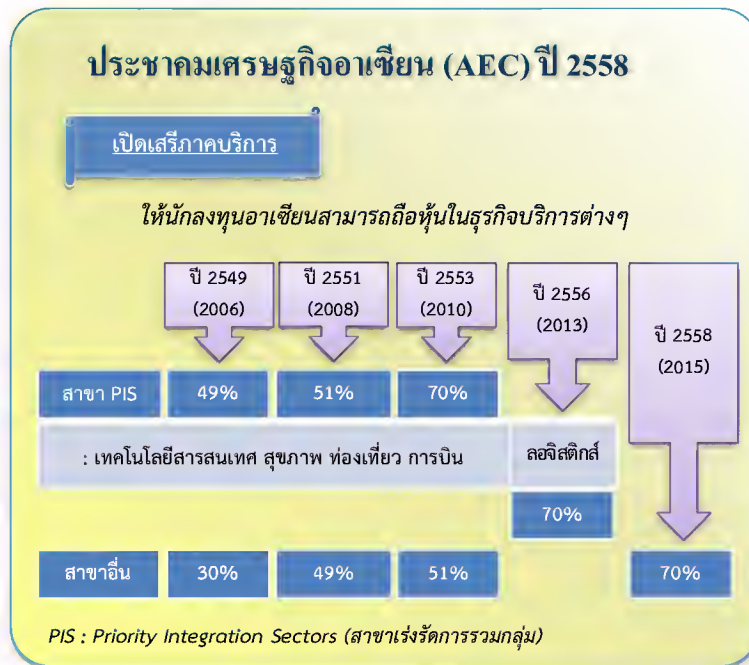 ประชาคมเศรษฐกิจอาเซียน (AEC) ปี 2558
เปิดเสรีภาคบริการ
ให้นักลงทุนอาเซียนสามารถถือหุ้นในธุรกิจบริการต่างๆ
ปี 2549
(2006)
ปี 2551
(2008)
ปี 2553
(2010)
ปี 2556
(2013)
ปี 2558
(2015)
สาขา PIS 49% 51% 70%
: เทคโนโลยีสารสนเทศ สุขภาพ ท่องเที่ยว การบิน ลอจิสติกส์
70%
สาขาอื่น 30% 49% 51% 70%
PIS : Priority Integration Sectors (สาขาเร่งรัดการรวมกลุ่ม)